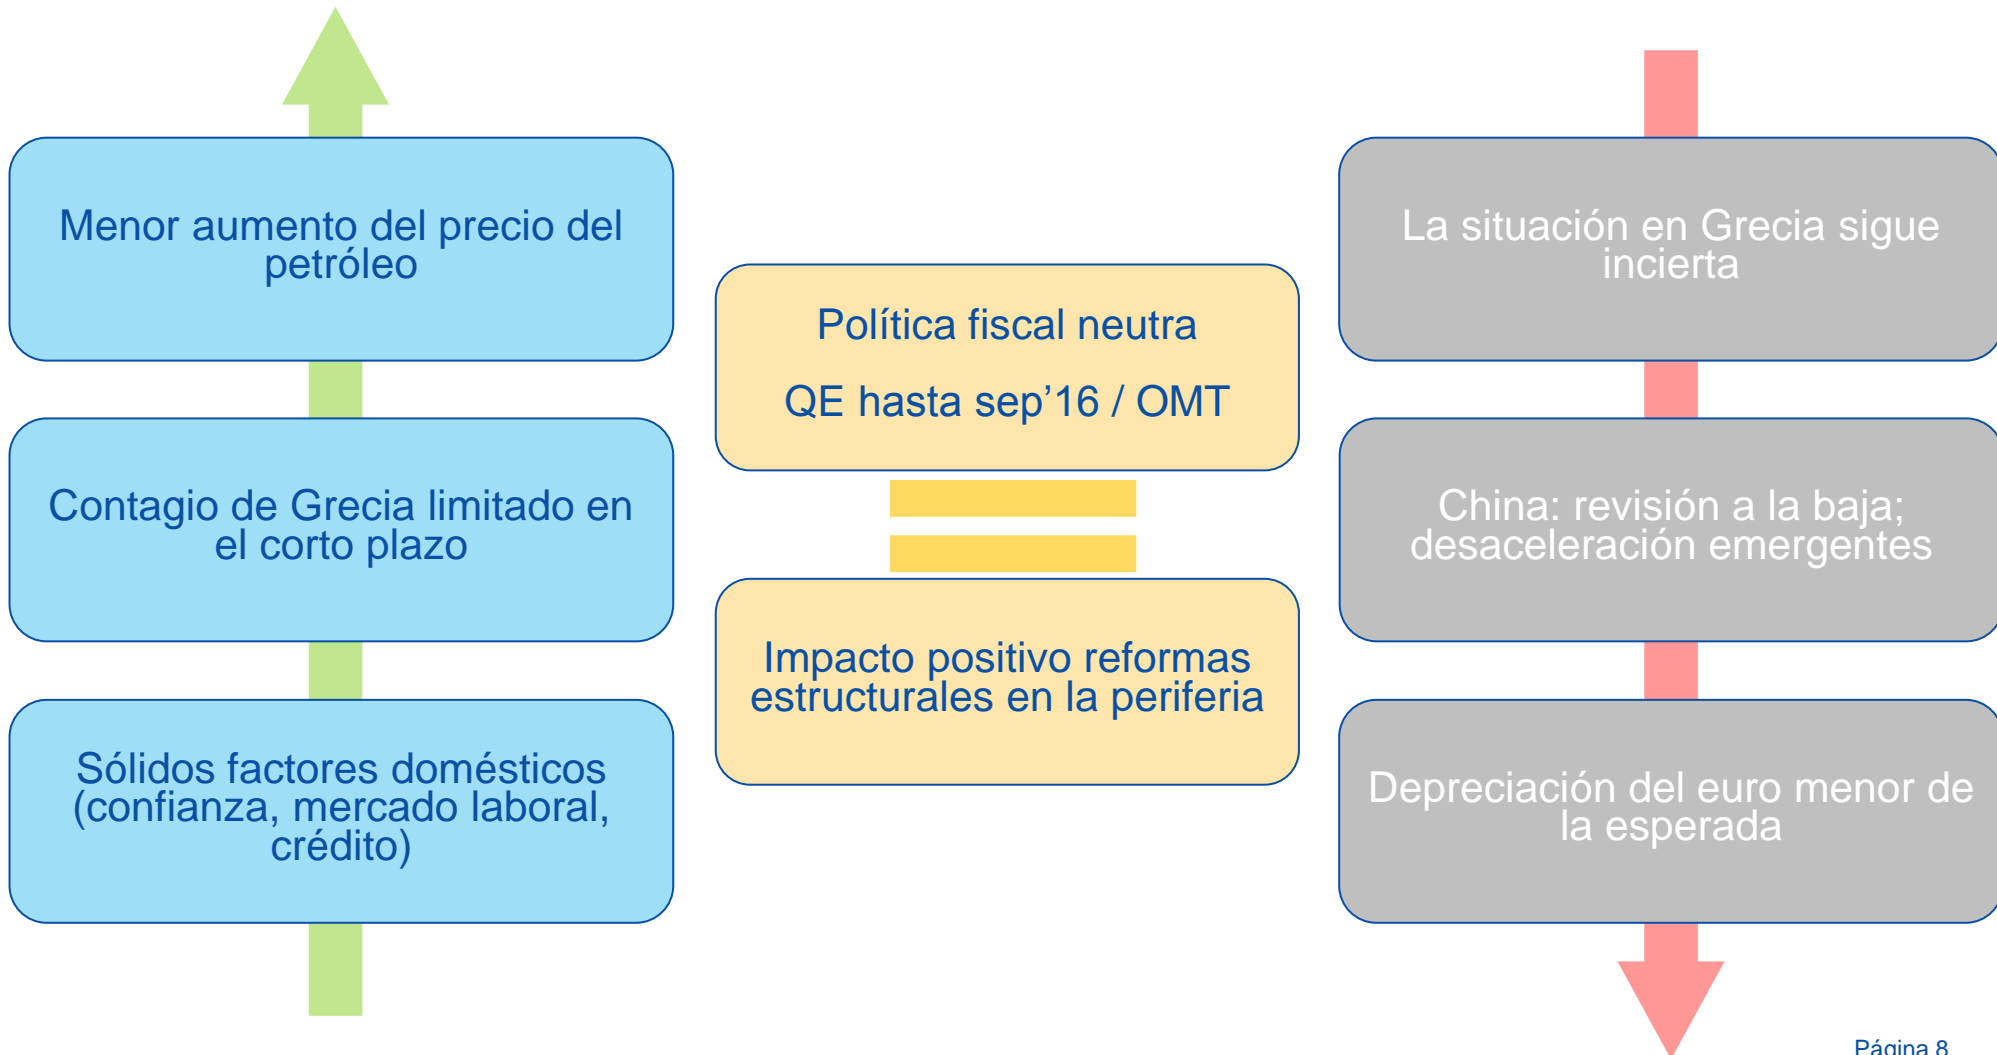 Menor aumento del precio del
petróleo
Contagio de Grecia limitado en
el corto plazo
Sólidos factores domésticos
(confianza, mercado laboral,
crédito)
Política fiscal neutra
QE hasta sep’16 / OMT
Impacto positivo reformas
estructurales en la periferia
La situación en Grecia sigue
incierta
China: revisión a la baja;
desaceleración emergentes
Depreciación del euro menor de
la esperada
Página 8